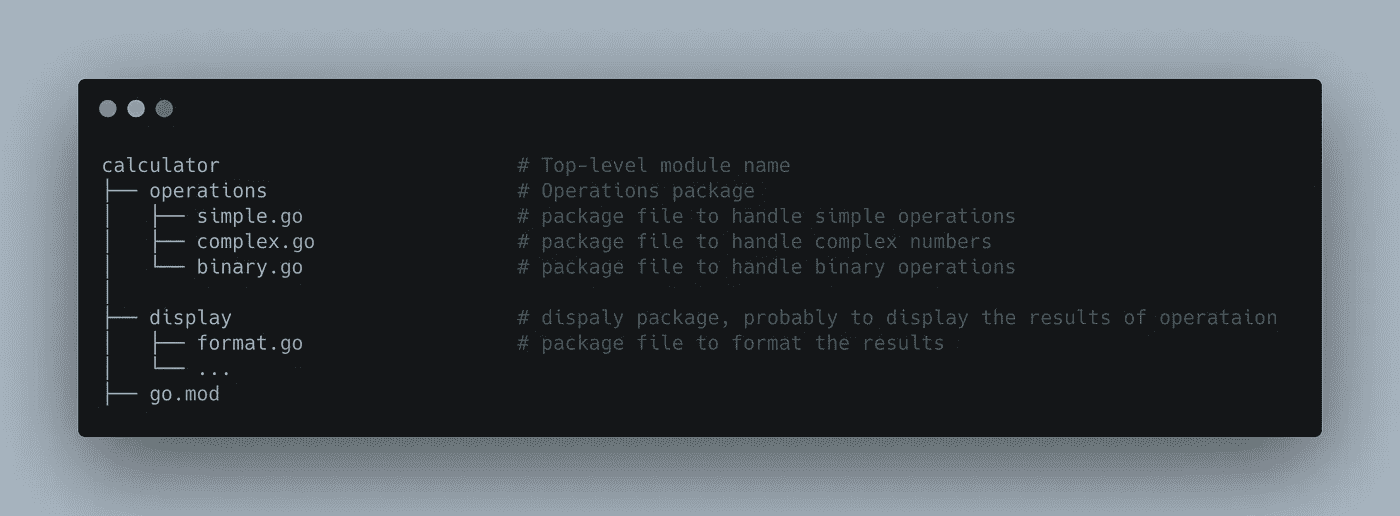 calculator                         # Top-level module name
├── operations                     # Operations package
│   ├── simple.go                  # package file to handle simple operations
│   ├── complex.go                 # package file to handle complex numbers
│   └── binary.go                  # package file to handle binary operations
│
├── display                        # dispaly package, probably to display the results of operataion
│   ├── format.go                  # package file to format the results
│   └── ...
├── go.mod